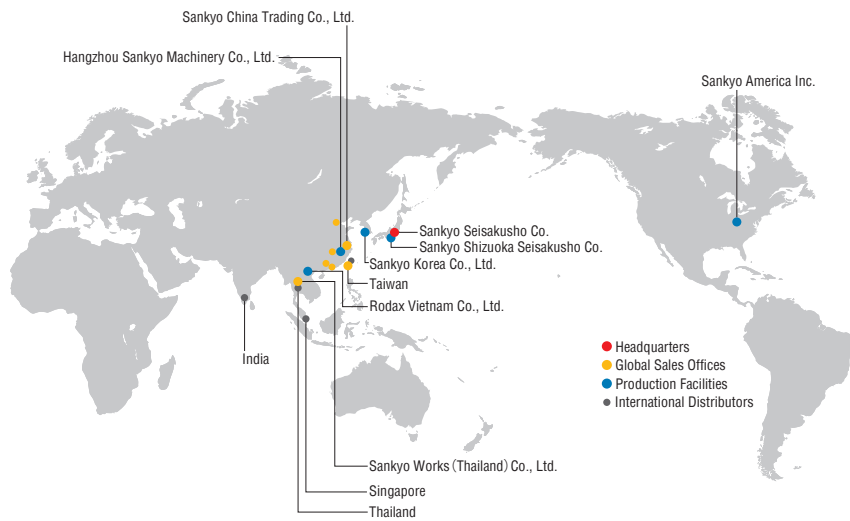 Sankyo China Trading Co., Ltd.
Hangzhou Sankyo Machinery Co., Ltd.
Sankyo America Inc.
Sankyo Seisakusho Co.
Sankyo Shizuoka Seisakusho Co.
Sankyo Korea Co., Ltd.
Taiwan
Rodax Vietnam Co., Ltd.
India
Headquarters
Global Sales Offices
Production Facilities
International Distributors
Sankyo Works (Thailand) Co., Ltd.
Singapore
Thailand